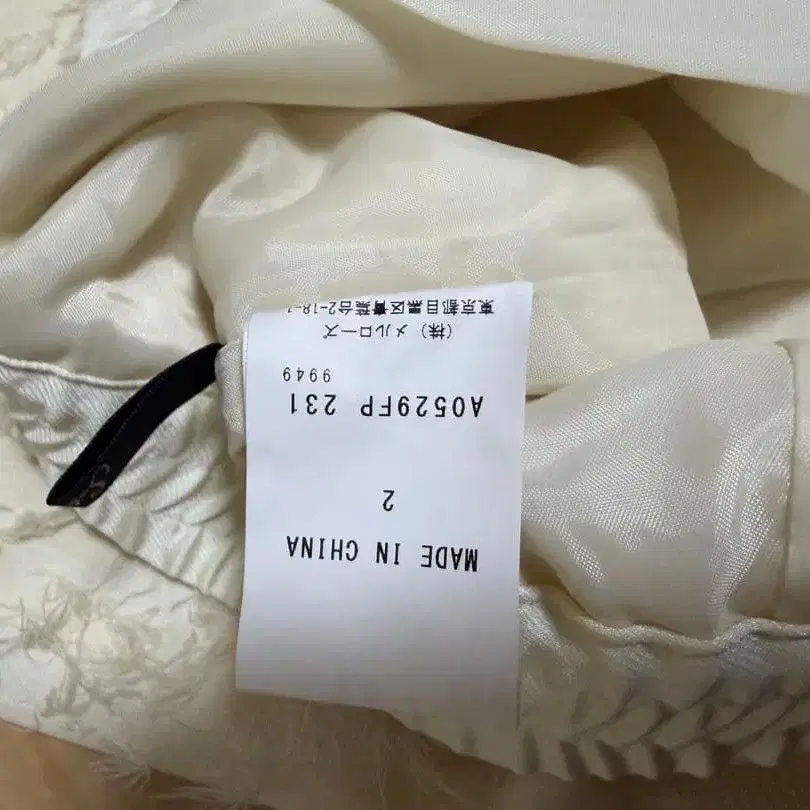 MADE IN CHINA
2
A0529FP 231
9949
(株) メルローズ
東京都目黒区青葉台2-18-1